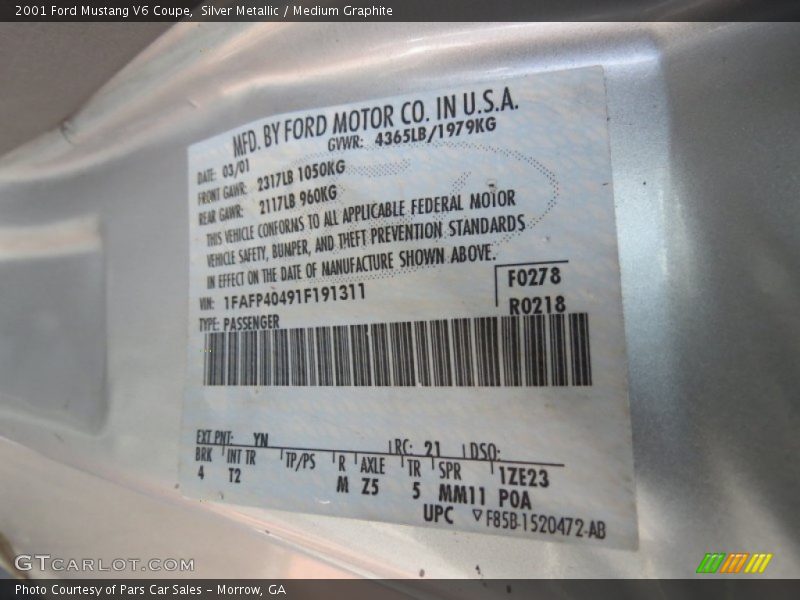 2001 Ford Mustang V6 Coupe,  Silver Metallic / Medium Graphite
MFD. BY FORD MOTOR CO. IN U.S.A.
DATE: 03/01 GVWR: 4365LB/1979KG
FRONT GAWR: 2317LB 1050KG
REAR GAWR: 2117LB 960KG
THIS VEHICLE CONFORMS TO ALL APPLICABLE FEDERAL MOTOR
VEHICLE SAFETY, BUMPER, AND THEFT PREVENTION STANDARDS
IN EFFECT ON THE DATE OF MANUFACTURE SHOWN ABOVE.
VIN: 1FAFP40491F191311 F0278
TYPE: PASSENGER R0218
EXT PNT: YN RC: 21 DSO:
BRK INT TR TP/PS R AXLE TR SPR 1ZE23
4 T2 M Z5 5 MM11 POA
UPC ▽F85B-1520472-AB
GTCARLOT.COM
Photo Courtesy of Pars Car Sales - Morrow, GA